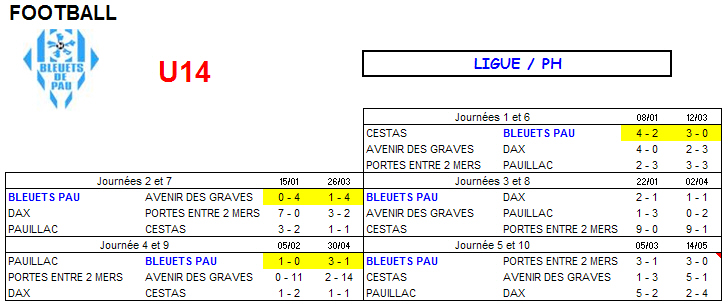 FOOTBALL
BLEUETS
DE
PAU
U14
LIGUE / PH
Journées 1 et 6 08/01 12/03
CESTAS BLEUETS PAU 4 - 2 3 - 0
AVENIR DES GRAVES DAX 4 - 0 2 - 3
PORTES ENTRE 2 MERS PAUILLAC 2 - 3 3 - 3
Journées 2 et 7 15/01 26/03
BLEUETS PAU AVENIR DES GRAVES 0 - 4 1 - 4
DAX PORTES ENTRE 2 MERS 7 - 0 3 - 2
PAUILLAC CESTAS 3 - 2 1 - 1
Journées 3 et 8 22/01 02/04
BLEUETS PAU DAX 2 - 1 1 - 1
AVENIR DES GRAVES PAUILLAC 1 - 3 0 - 2
CESTAS PORTES ENTRE 2 MERS 9 - 0 9 - 1
Journée 4 et 9 05/02 30/04
PAUILLAC BLEUETS PAU 1 - 0 3 - 1
PORTES ENTRE 2 MERS AVENIR DES GRAVES 0 - 11 2 - 14
DAX CESTAS 1 - 2 1 - 1
Journée 5 et 10 05/03 14/05
BLEUETS PAU PORTES ENTRE 2 MERS 3 - 1 3 - 0
CESTAS AVENIR DES GRAVES 1 - 3 5 - 1
PAUILLAC DAX 5 - 2 2 - 4